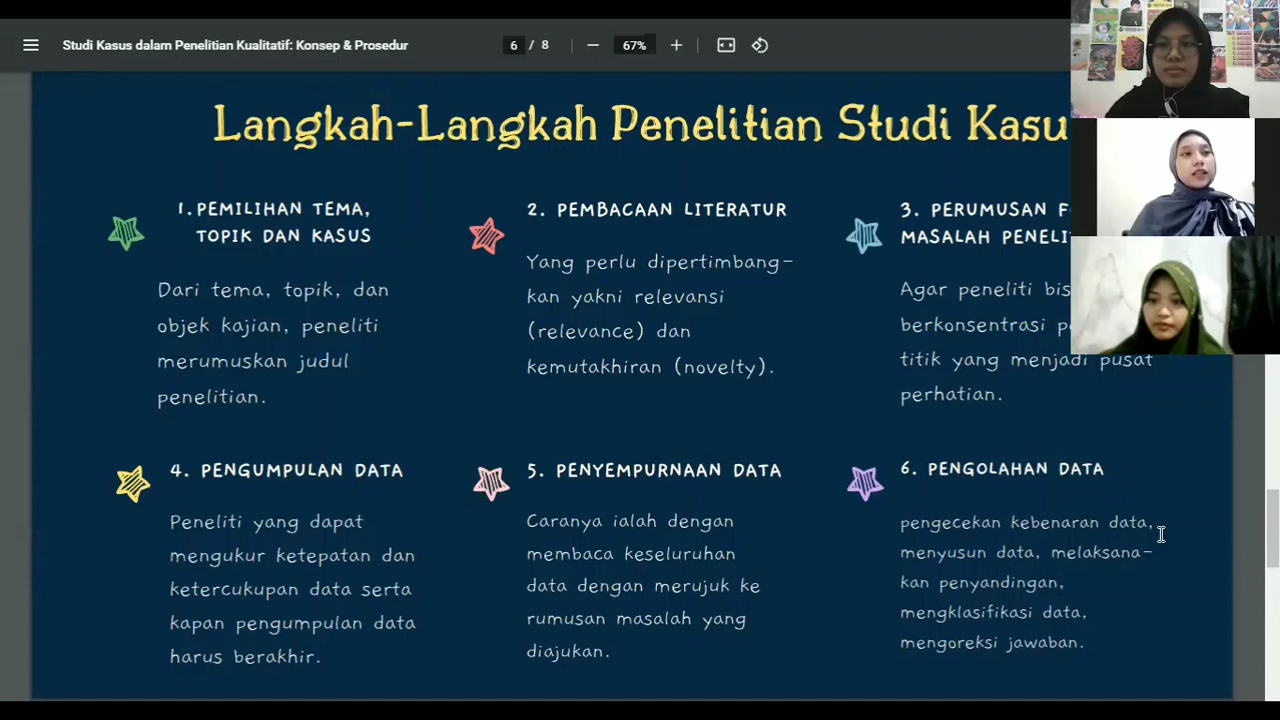 Studi Kasus dalam Penelitian Kualitatif: Konsep & Prosedur
6 / 8
67%
Langkah-Langkah Penelitian Studi Kasu
1. PEMILIHAN TEMA,
TOPIK DAN KASUS
Dari tema, topik, dan
objek kajian, peneliti
merumuskan judul
penelitian.
2. PEMBACAAN LITERATUR
Yang perlu dipertimbang-
kan yakni relevansi
(relevance) dan
kemutakhiran (novelty).
3. PERUMUSAN
MASALAH
Agar peneliti
berkonsentrasi
titik yang menjadi pusat
perhatian.
4. PENGUMPULAN DATA
Peneliti yang dapat
mengukur ketepatan dan
ketercukupan data serta
kapan pengumpulan data
harus berakhir.
5. PENYEMPURNAAN DATA
Caranya ialah dengan
membaca keseluruhan
data dengan merujuk ke
rumusan masalah yang
diajukan.
6. PENGOLAHAN DATA
pengecekan kebenaran data,
menyusun data, melaksana-
kan penyandingan,
mengklasifikasi data,
mengoreksi jawaban.